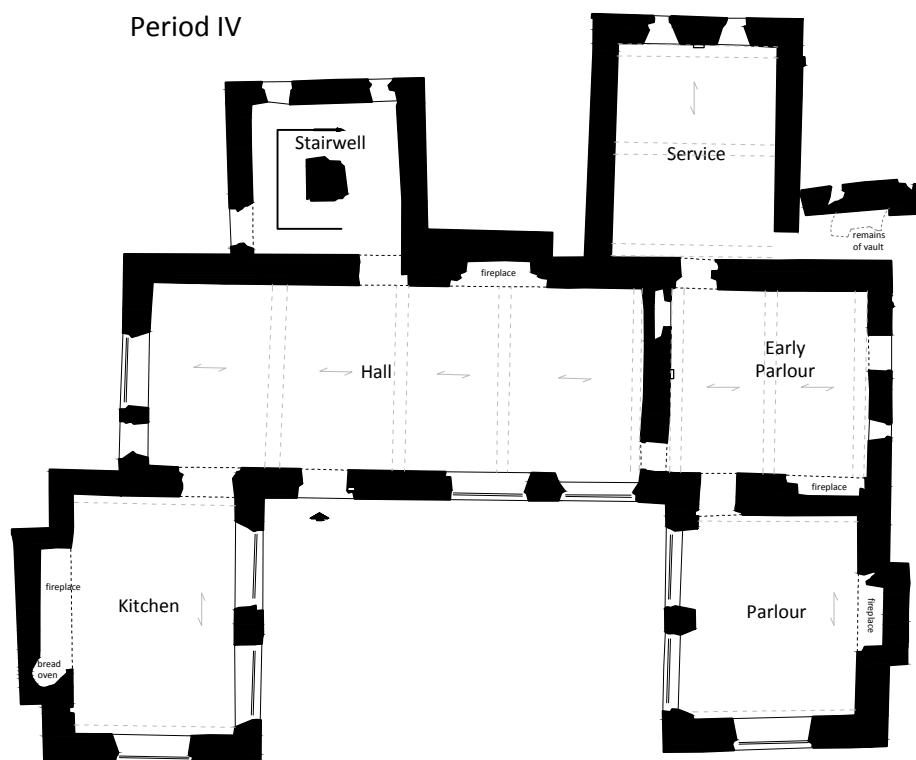 Period IV
Stairwell
Service
remains
of vault
fireplace
Hall
Early
Parlour
fireplace
fireplace
Kitchen
Parlour
fireplace
bread
oven